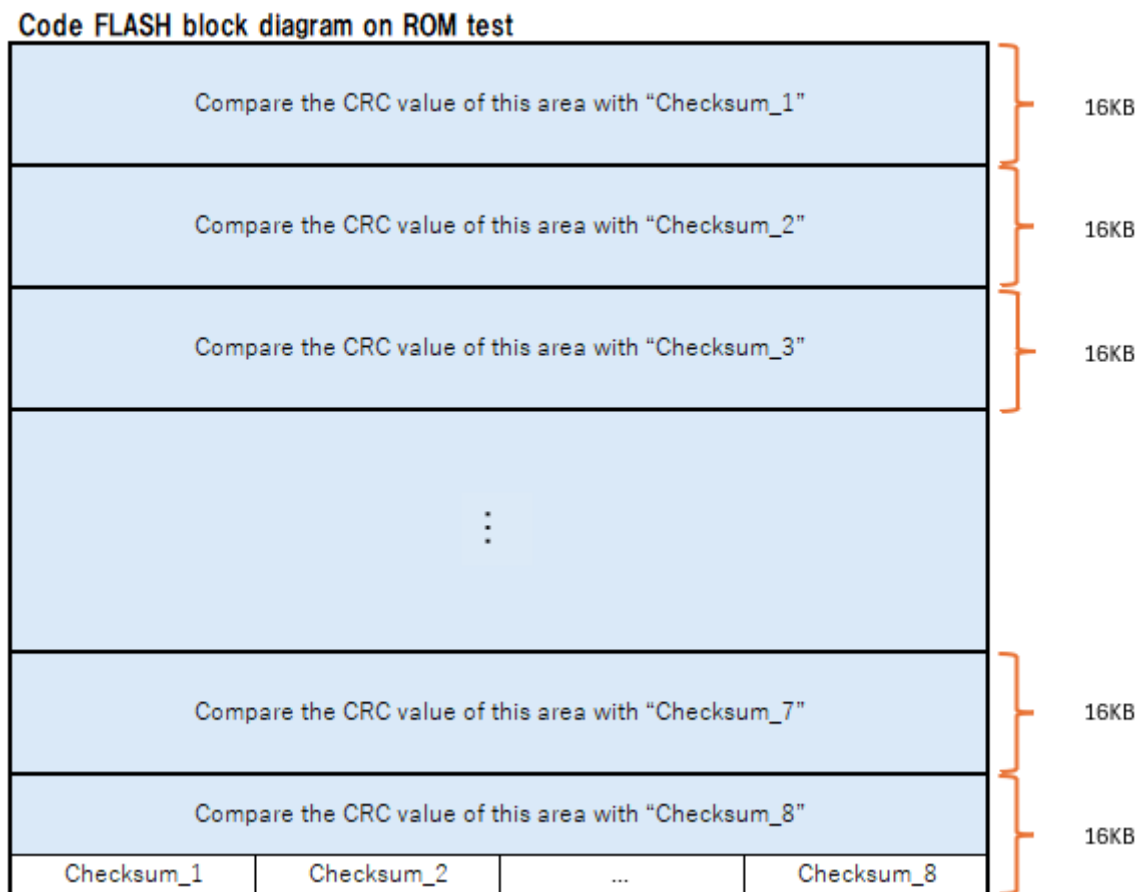 Code FLASH block diagram on ROM test
Compare the CRC value of this area with “Checksum_1”
16KB
Compare the CRC value of this area with “Checksum_2”
16KB
Compare the CRC value of this area with “Checksum_3”
16KB
⋮
Compare the CRC value of this area with “Checksum_7”
16KB
Compare the CRC value of this area with “Checksum_8”
16KB
Checksum_1 Checksum_2 ... Checksum_8